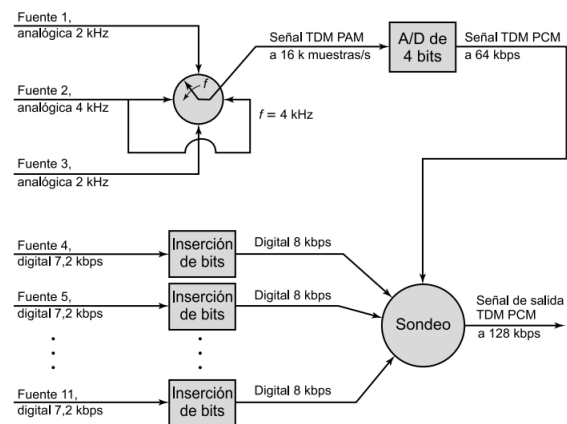 Fuente 1,
analógica 2 kHz
Fuente 2,
analógica 4 kHz
Fuente 3,
analógica 2 kHz
f
f = 4 kHz
Señal TDM PAM
a 16 k muestras/s
A/D de
4 bits
Señal TDM PCM
a 64 kbps
Fuente 4,
digital 7,2 kbps
Inserción
de bits
Digital 8 kbps
Fuente 5,
digital 7,2 kbps
Inserción
de bits
Digital 8 kbps
Fuente 11,
digital 7,2 kbps
Inserción
de bits
Digital 8 kbps
Sondeo
Señal de salida
TDM PCM
a 128 kbps